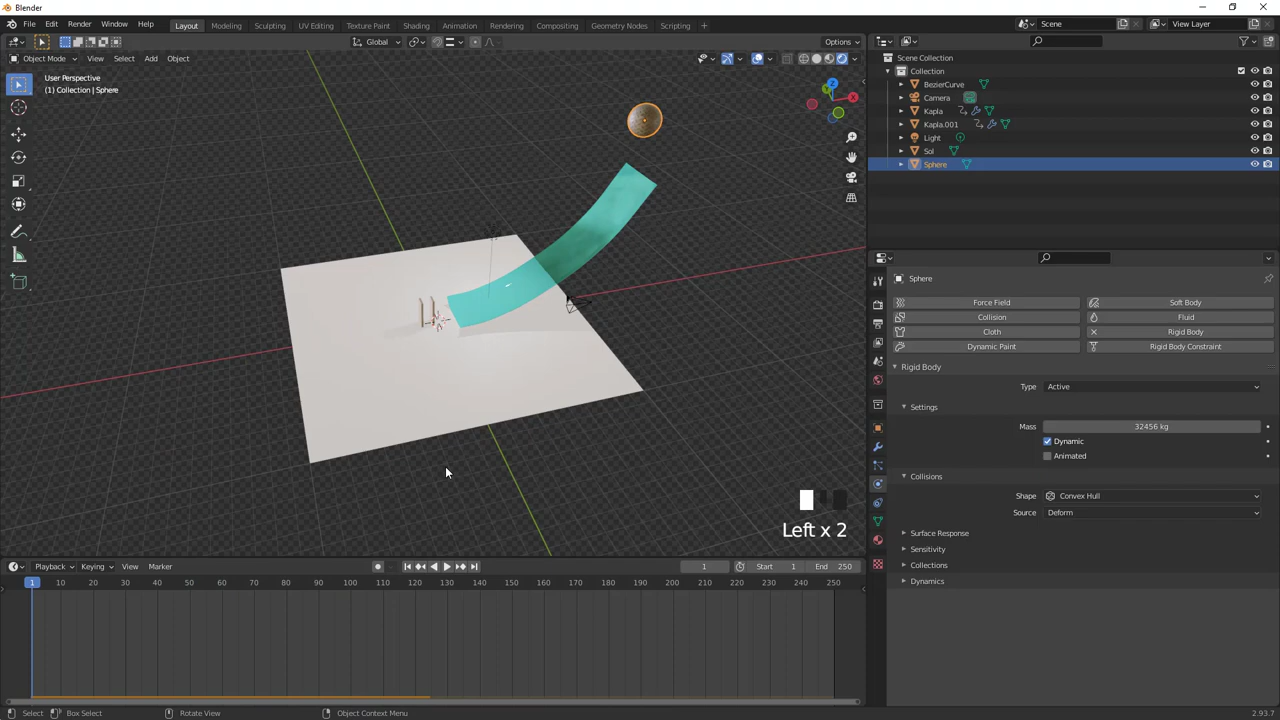 Blender
File Edit Render Window Help Layout Modeling Sculpting UV Editing Texture Paint Shading Animation Rendering Compositing Geometry Nodes Scripting + Scene View Layer
Global Options
Object Mode View Select Add Object
User Perspective
(1) Collection | Sphere
Z
X
Y
Left x 2
Scene Collection
Collection
BezierCurve
Camera
Kapla
Kapla.001
Light
Sol
Sphere
Sphere
Force Field Soft Body
Collision Fluid
Cloth Rigid Body
Dynamic Paint Rigid Body Constraint
Rigid Body
Type Active
Settings
Mass 32456 kg
Dynamic
Animated
Collisions
Shape Convex Hull
Source Deform
Surface Response
Sensitivity
Collections
Dynamics
Playback Keying View Marker 1 Start 1 End 250
1 10 20 30 40 50 60 70 80 90 100 110 120 130 140 150 160 170 180 190 200 210 220 230 240 250
Select Box Select Rotate View Object Context Menu 2.93.7